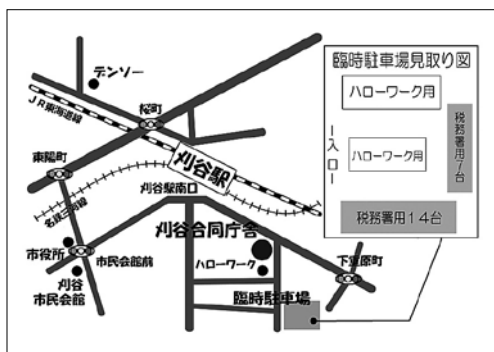 デンソー
JR東海道線
桜町
東陽町
刈谷駅
刈谷駅南口
名鉄三河線
刈谷合同庁舎
市役所
市民会館前
ハローワーク
下重原町
刈谷
市民会館
臨時駐車場
臨時駐車場見取り図
ハローワーク用
税務署用7台
入口
ハローワーク用
税務署用14台